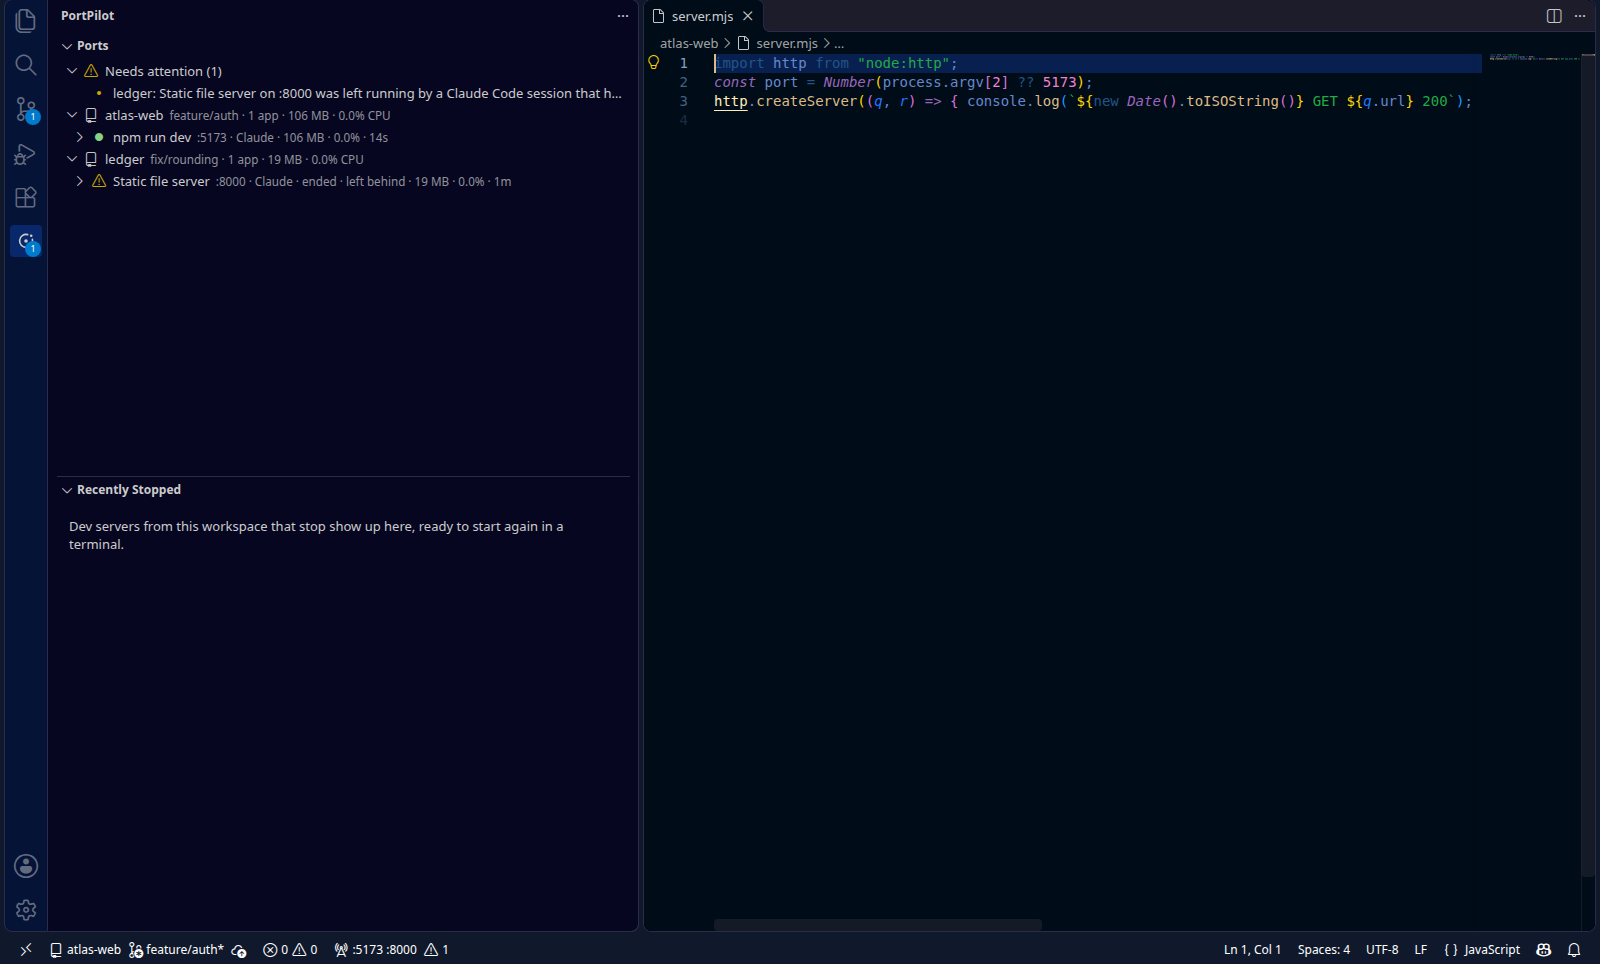 PortPilot
Ports
Needs attention (1)
ledger: Static file server on :8000 was left running by a Claude Code session that h...
atlas-web feature/auth · 1 app · 106 MB · 0.0% CPU
npm run dev :5173 · Claude · 106 MB · 0.0% · 14s
ledger fix/rounding · 1 app · 19 MB · 0.0% CPU
Static file server :8000 · Claude · ended · left behind · 19 MB · 0.0% · 1m
1
1
Recently Stopped
Dev servers from this workspace that stop show up here, ready to start again in a
terminal.
server.mjs
atlas-web > server.mjs > ...
1 import http from "node:http";
2 const port = Number(process.argv[2] ?? 5173);
3 http.createServer((q, r) => { console.log(`${new Date().toISOString()} GET ${q.url} 200`);
4
atlas-web feature/auth* 0 0 :5173 :8000 1
Ln 1, Col 1 Spaces: 4 UTF-8 LF { } JavaScript